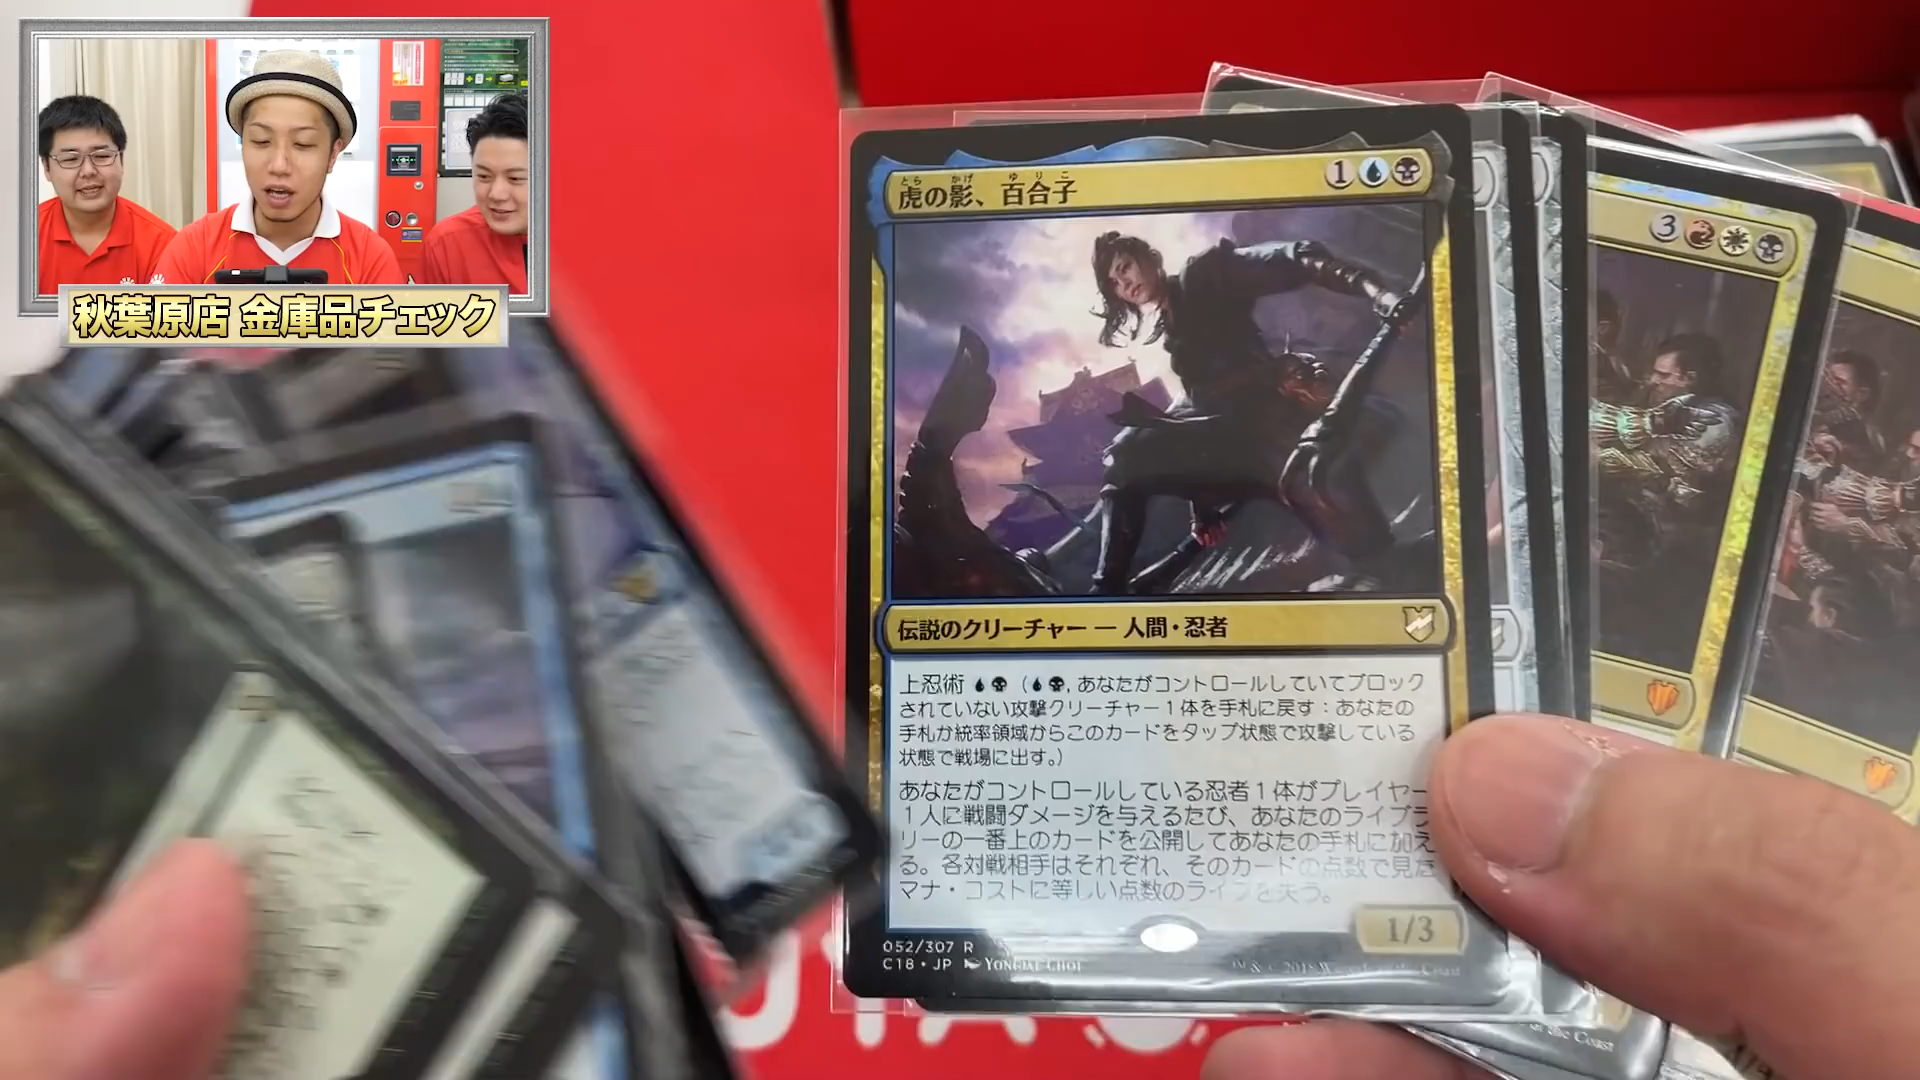 秋葉原店 金庫品チェック
とら かげ ゆりこ
虎の影、百合子
1
3
伝説のクリーチャー ― 人間・忍者
上忍術 (, あなたがコントロールしていてブロック
されていない攻撃クリーチャー1体を手札に戻す：あなたの
手札か統率領域からこのカードをタップ状態で攻撃している
状態で戦場に出す。)
あなたがコントロールしている忍者1体がプレイヤー
1人に戦闘ダメージを与えるたび、あなたのライブラ
リーの一番上のカードを公開してあなたの手札に加え
る。各対戦相手はそれぞれ、そのカードの点数で見た
マナ・コストに等しい点数のライフを失う。
1/3
052/307 R
C18・JP